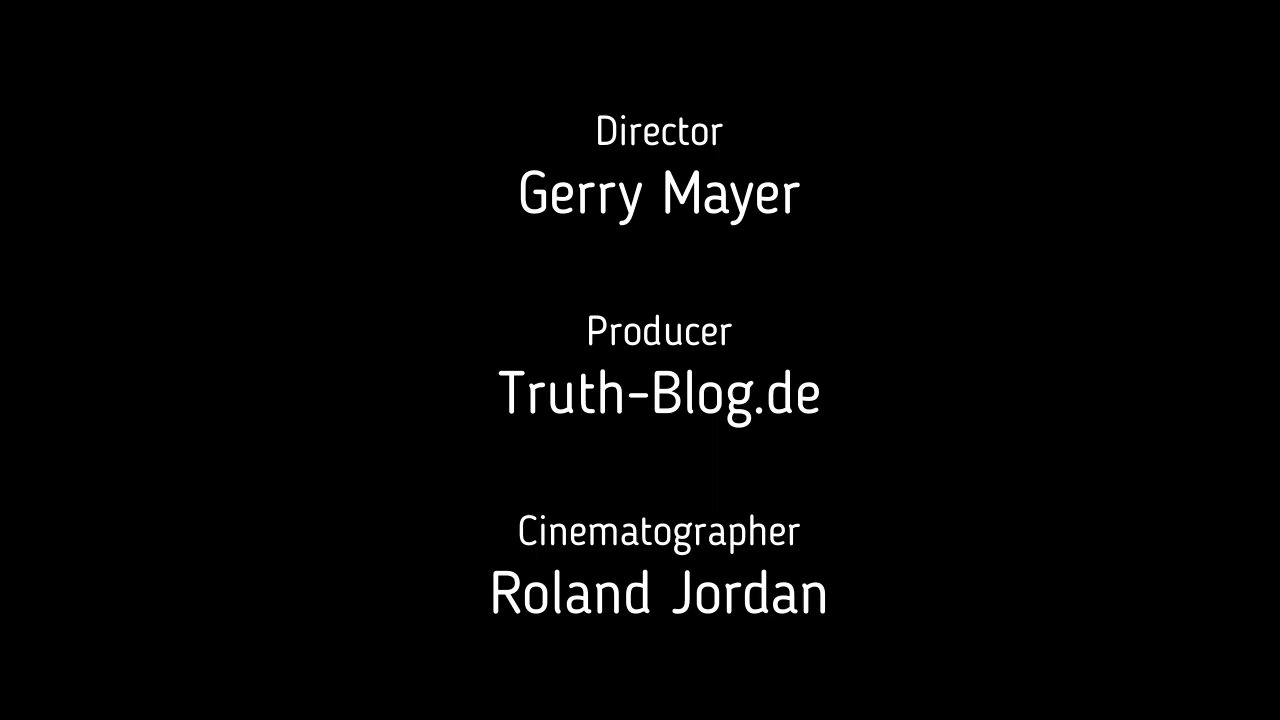 Director
Gerry Mayer
Producer
Truth-Blog.de
Cinematographer
Roland Jordan